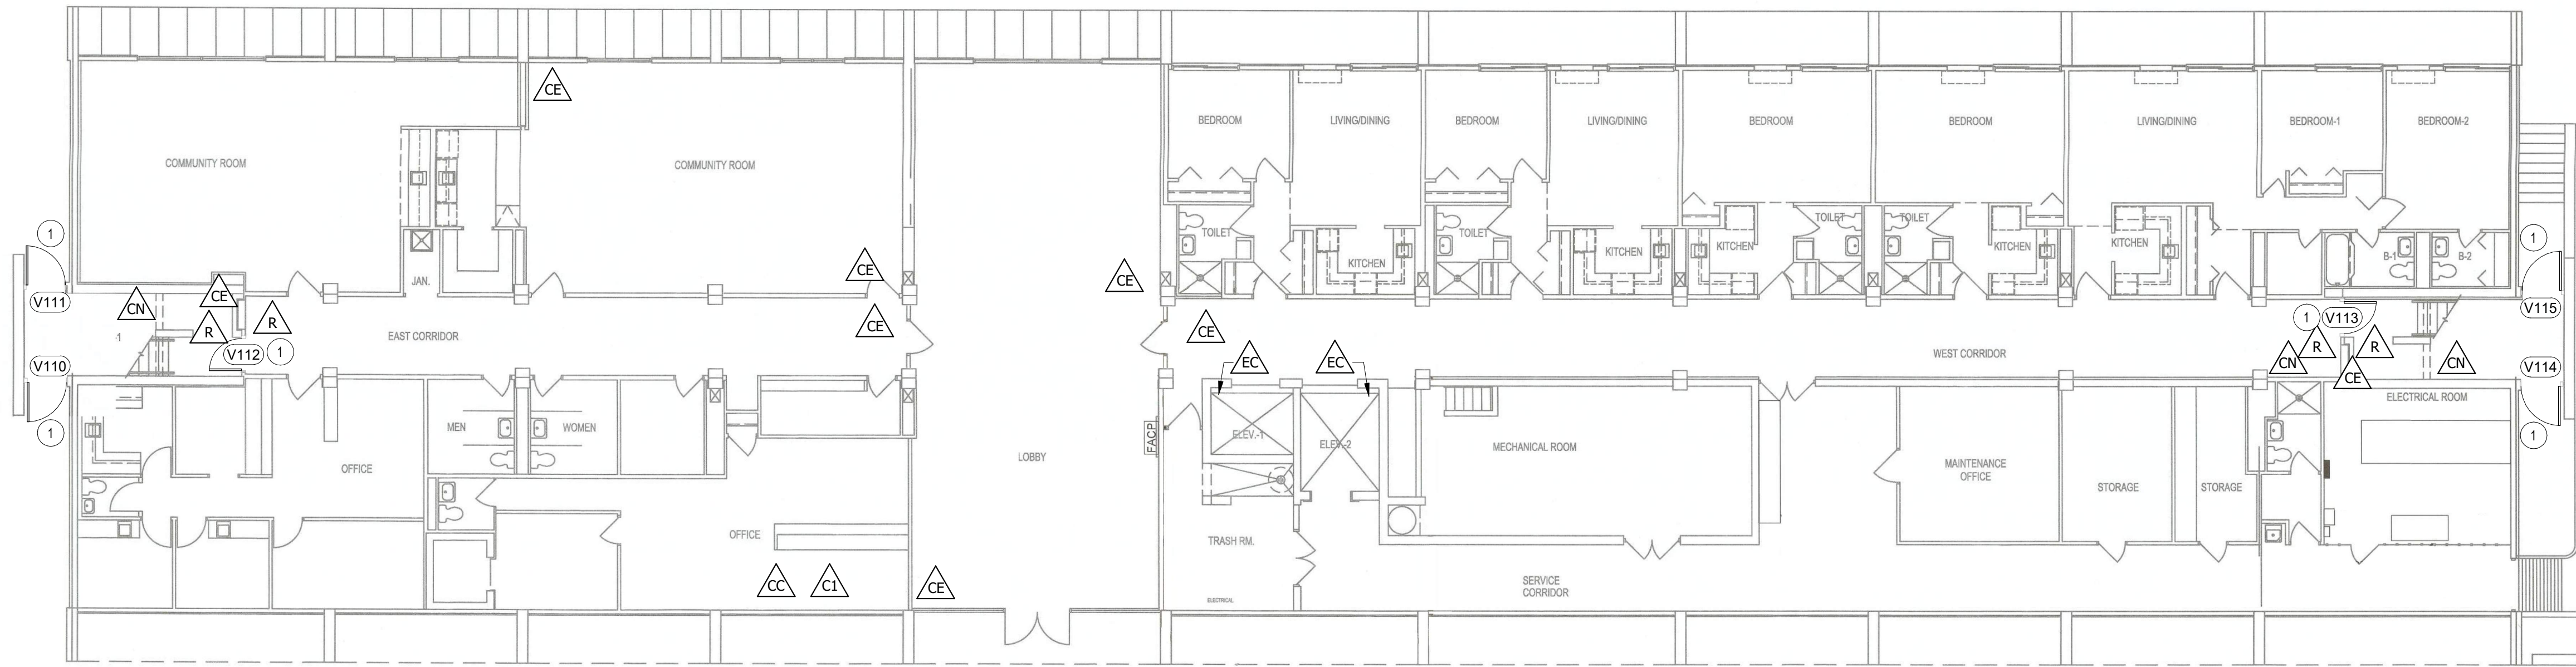 CE
BEDROOM
LIVING/DINING
BEDROOM
LIVING/DINING
BEDROOM
BEDROOM
LIVING/DINING
BEDROOM-1
BEDROOM-2
COMMUNITY ROOM
COMMUNITY ROOM
1
TOILET
TOILET
TOILET
TOILET
1
KITCHEN
KITCHEN
KITCHEN
KITCHEN
KITCHEN
B-1
B-2
JAN.
CE
CE
V111
CN
CE
R
R
EAST CORRIDOR
CE
CE
1
V113
V115
-1
V112
1
V110
EC
EC
WEST CORRIDOR
CN
R
R
CE
CN
V114
1
MEN
WOMEN
FACP
ELEV.-1
ELEV.-2
ELECTRICAL ROOM
1
OFFICE
LOBBY
MECHANICAL ROOM
MAINTENANCE
OFFICE
STORAGE
STORAGE
OFFICE
TRASH RM.
CC
C1
CE
SERVICE
CORRIDOR
ELECTRICAL